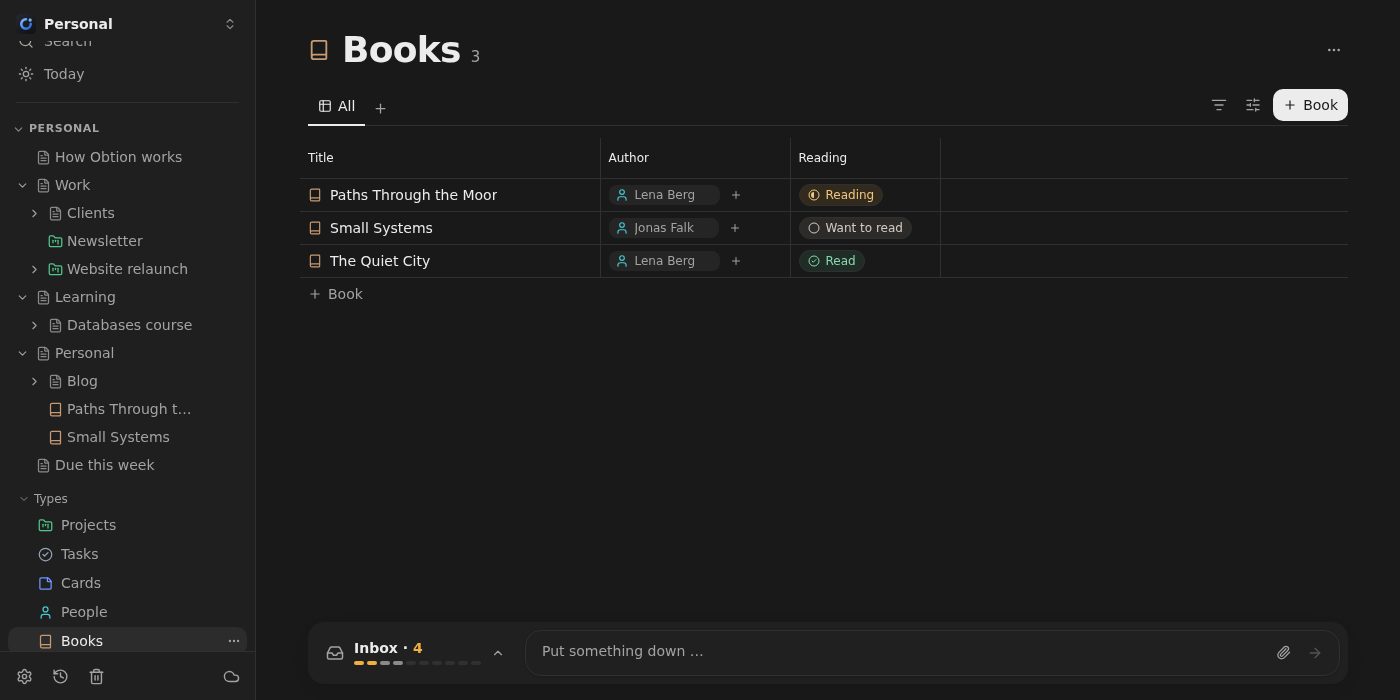 Personal
Search
Today
PERSONAL
How Obtion works
Work
Clients
Newsletter
Website relaunch
Learning
Databases course
Personal
Blog
Paths Through t…
Small Systems
Due this week
Types
Projects
Tasks
Cards
People
Books
Books 3
All
Book
Title Author Reading
Paths Through the Moor Lena Berg Reading
Small Systems Jonas Falk Want to read
The Quiet City Lena Berg Read
Book
Inbox · 4
Put something down …